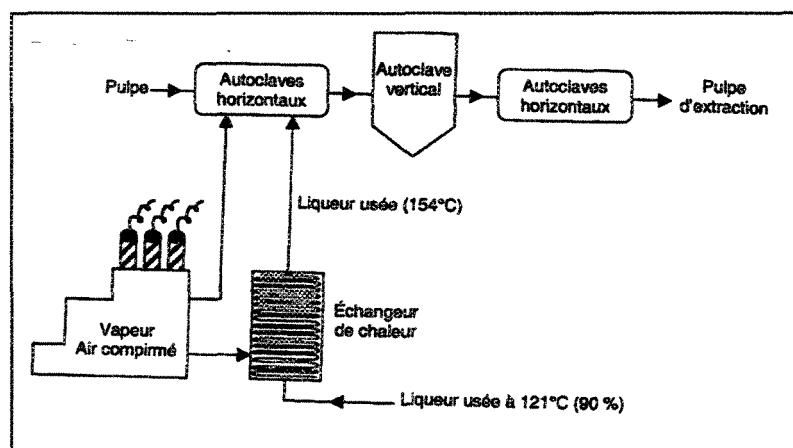 Pulpe
Autoclaves
horizontaux
Autoclave
vertical
Autoclaves
horizontaux
Pulpe
d'extraction
Liqueur usée (154°C)
Vapeur
Air compirmé
Échangeur
de chaleur
Liqueur usée à 121°C (90 %)